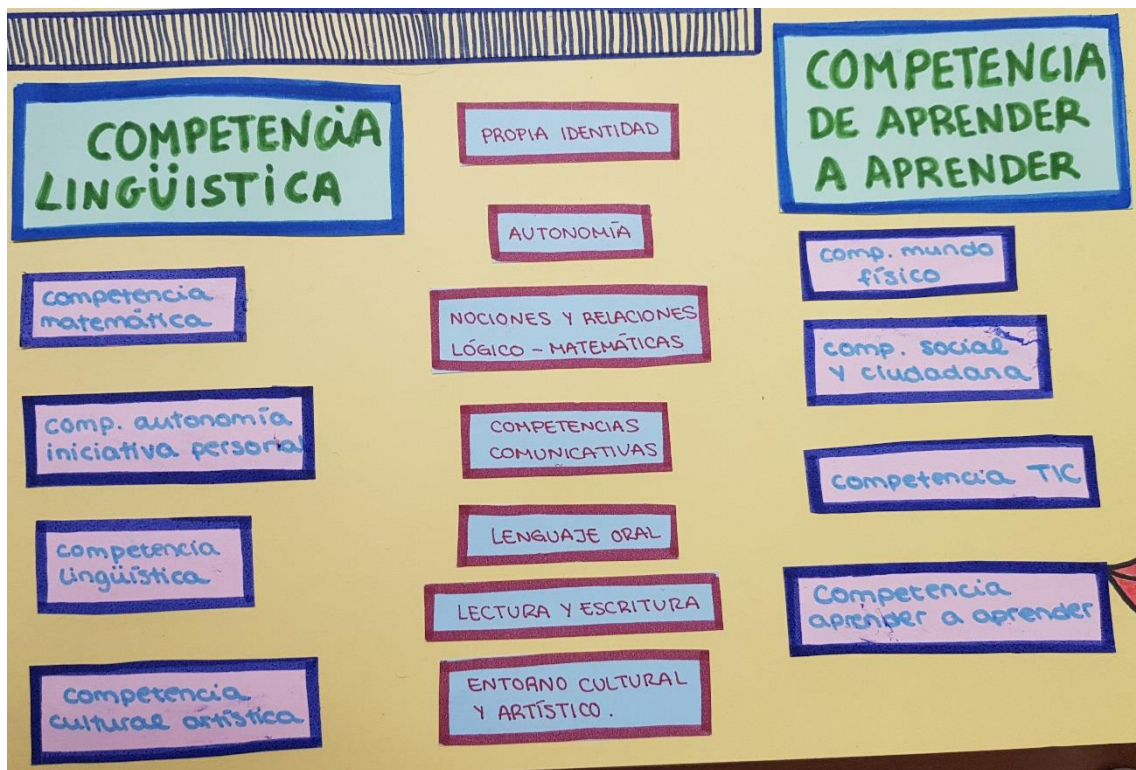 COMPETENCIA
LINGÜISTICA
competencia
matemática
comp. autonomía
iniciativa personal
competencia
lingüística
competencia
cultural artística
PROPIA IDENTIDAD
AUTONOMÍA
NOCIONES Y RELACIONES
LÓGICO - MATEMÁTICAS
COMPETENCIAS
COMUNICATIVAS
LENGUAJE ORAL
LECTURA Y ESCRITURA
ENTORNO CULTURAL
Y ARTÍSTICO.
COMPETENCIA
DE APRENDER
A APRENDER
comp. mundo
físico
comp. social
y ciudadana
competencia TIC
competencia
aprender a aprender